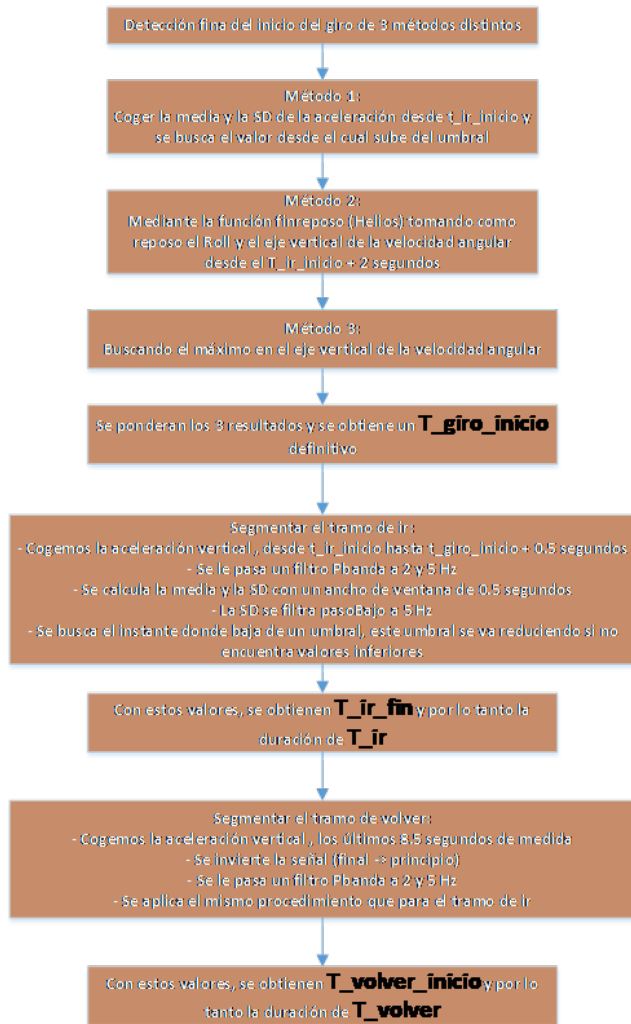 Detección fina del inicio del giro de 3 métodos distintos
Método 1:
Coger la media y la SD de la aceleración desde t_ir_inicio y
se busca el valor desde el cual sube del umbral
Método 2:
Mediante la función finreposo (Helios) tomando como
reposo el Roll y el eje vertical de la velocidad angular
desde el T_ir_inicio + 2 segundos
Método 3:
Buscando el máximo en el eje vertical de la velocidad angular
Se ponderan los 3 resultados y se obtiene un T_giro_inicio
definitivo
Segmentar el tramo de ir:
- Cogemos la aceleración vertical , desde t_ir_inicio hasta t_giro_inicio + 0.5 segundos
- Se le pasa un filtro Pbanda a 2 y 5 Hz
- Se calcula la media y la SD con un ancho de ventana de 0.5 segundos
- La SD se filtra pasoBajo a 5 Hz
- Se busca el instante donde baja de un umbral, este umbral se va reduciendo si no
encuentra valores inferiores
Con estos valores, se obtienen T_ir_fin y por lo tanto la
duración de T_ir
Segmentar el tramo de volver:
- Cogemos la aceleración vertical , los últimos 8.5 segundos de medida
- Se invierte la señal (final -> principio)
- Se le pasa un filtro Pbanda a 2 y 5 Hz
- Se aplica el mismo procedimiento que para el tramo de ir
Con estos valores, se obtienen T_volver_inicio y por lo
tanto la duración de T_volver